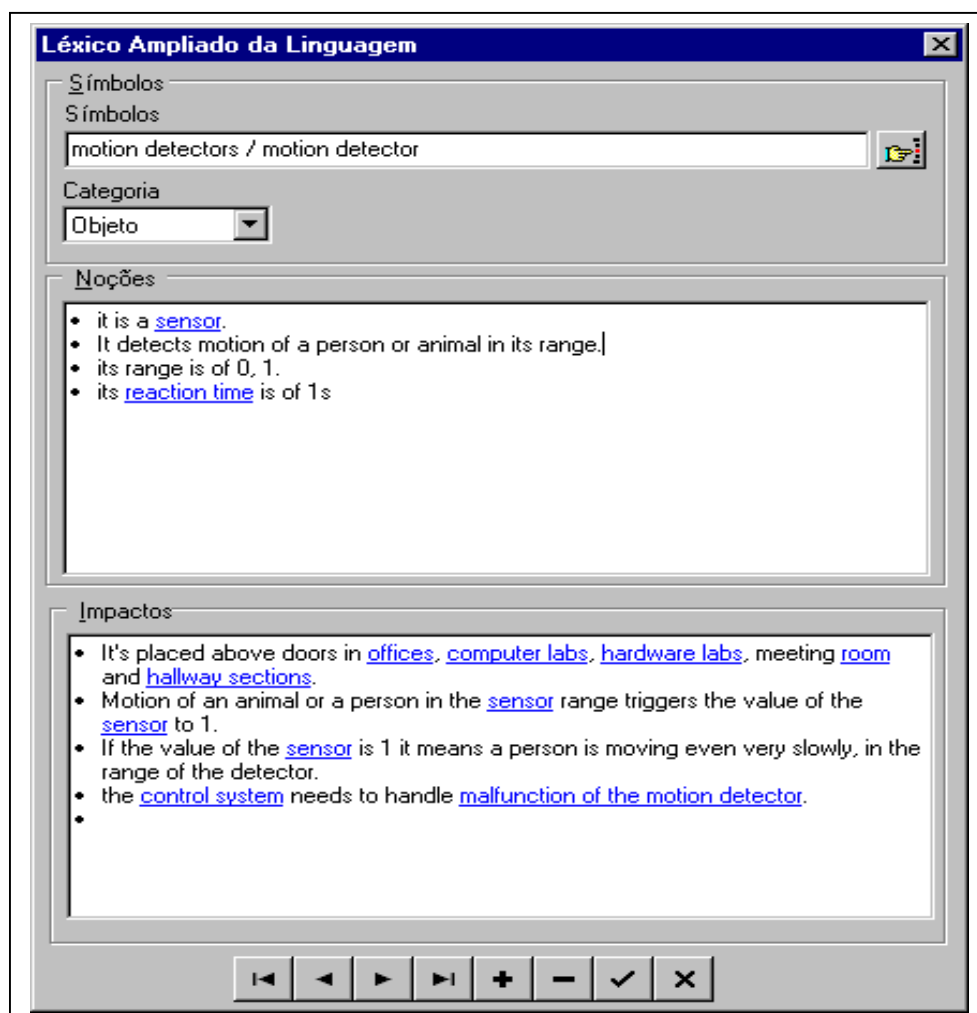 Léxico Ampliado da Linguagem
Símbolos
Símbolos
motion detectors / motion detector
Categoria
Objeto
Noções
• it is a sensor.
• It detects motion of a person or animal in its range.
• its range is of 0, 1.
• its reaction time is of 1s
Impactos
• It's placed above doors in offices, computer labs, hardware labs, meeting room
and hallway sections.
• Motion of an animal or a person in the sensor range triggers the value of the
sensor to 1.
• If the value of the sensor is 1 it means a person is moving even very slowly, in the
range of the detector.
• the control system needs to handle malfunction of the motion detector.
•